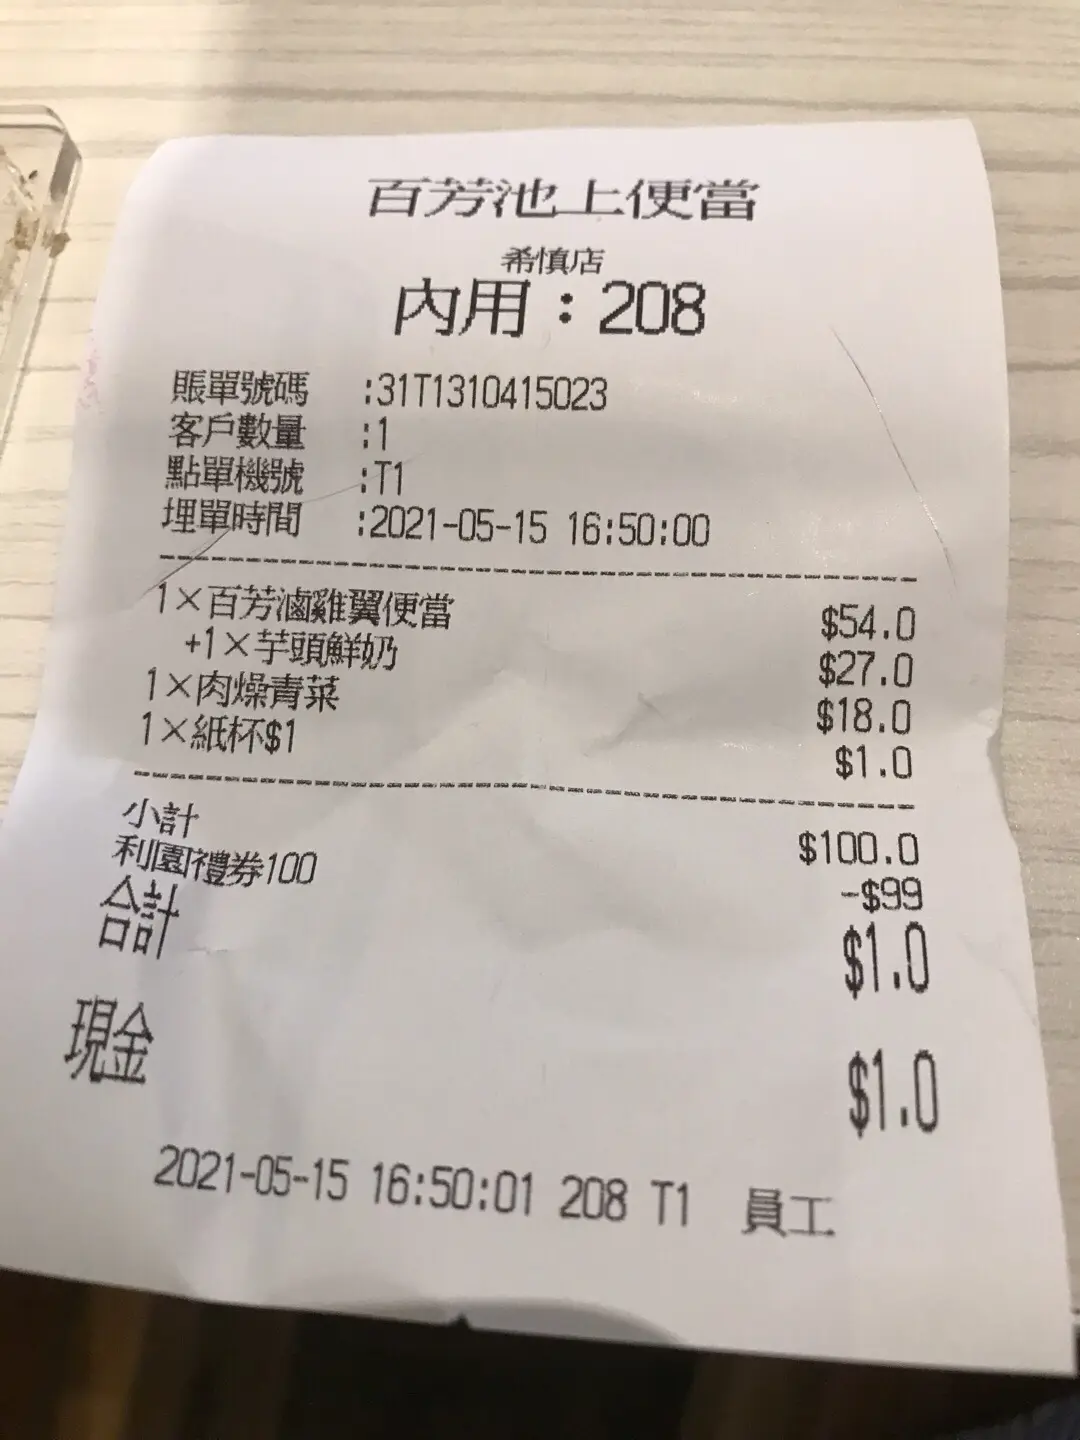 百芳池上便當
希慎店
內用：208
賬單號碼 :31T1310415023
客戶數量 :1
點單機號 :T1
埋單時間 :2021-05-15 16:50:00
1×百芳滷雞翼便當 $54.0
+1×芋頭鮮奶 $27.0
1×肉燥青菜 $18.0
1×紙杯$1 $1.0
小計 $100.0
利園禮券100 -$99
合計 $1.0
現金 $1.0
2021-05-15 16:50:01 208 T1 員工